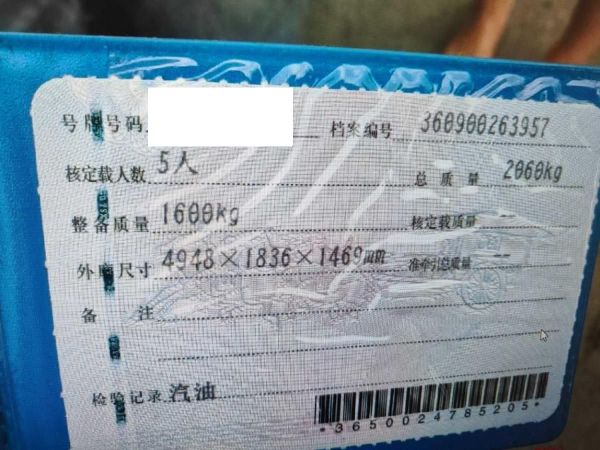 号牌号码 档案编号 360900263957
核定载人数 5人 总质量 2060kg
整备质量 1600kg 核定载质量 --
外廓尺寸 4948×1836×1469mm 准牵引总质量 --
备注
检验记录 汽油
*3650024785205*